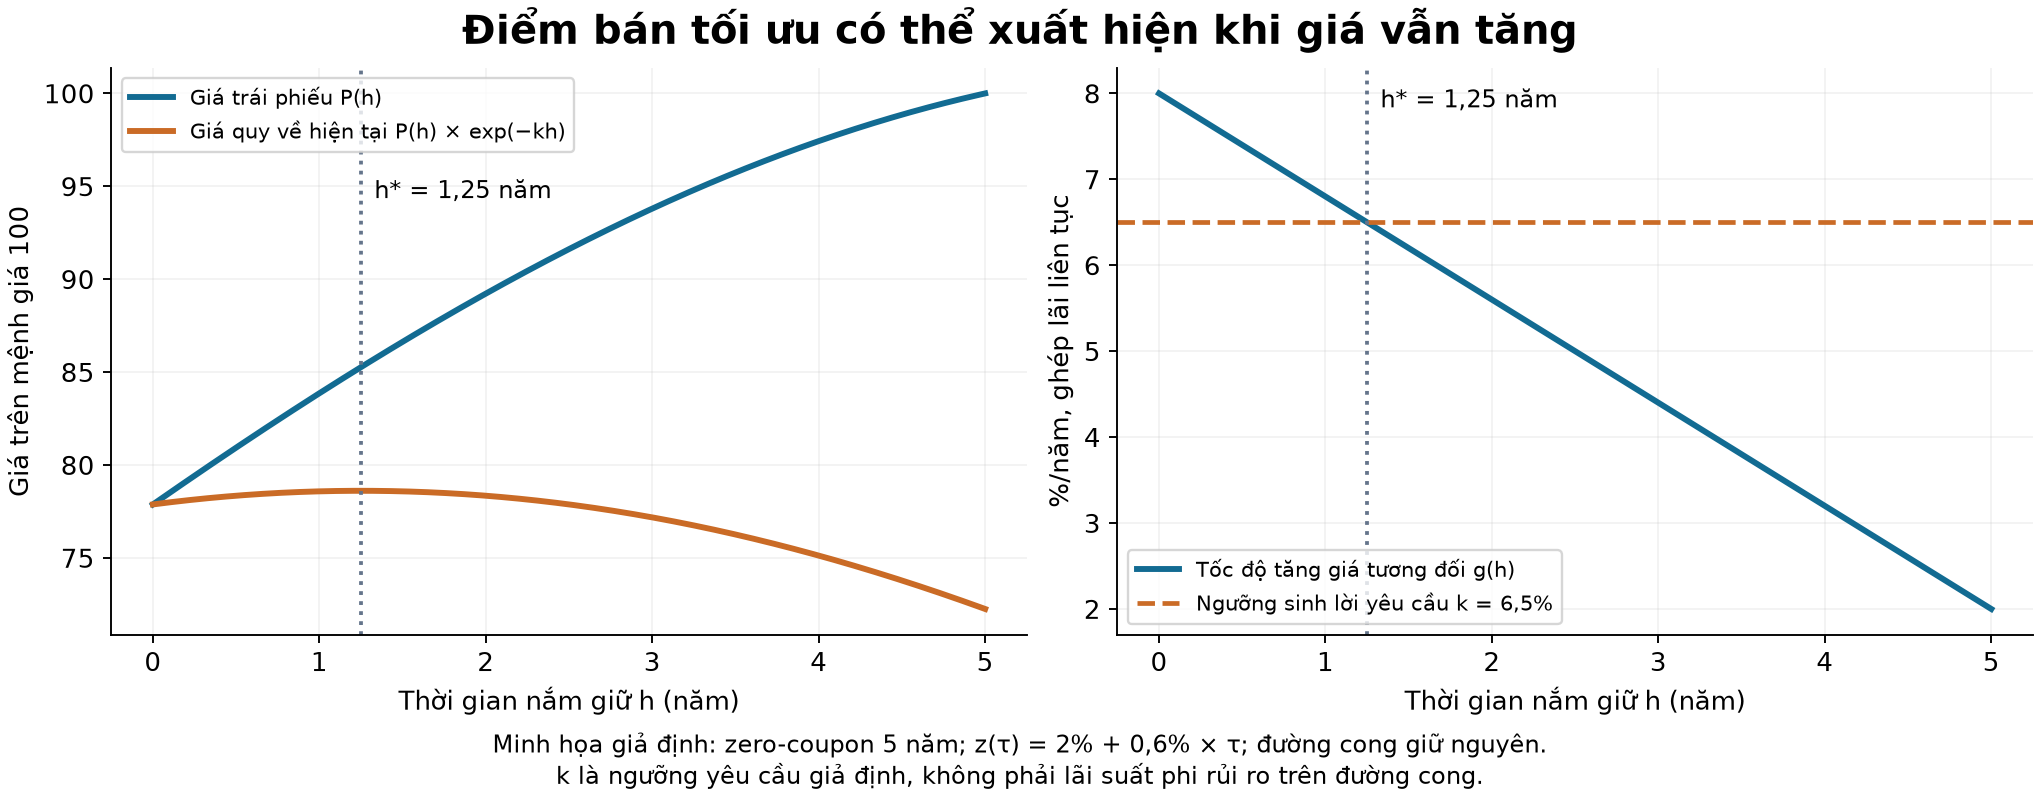 Điểm bán tối ưu có thể xuất hiện khi giá vẫn tăng
Giá trái phiếu P(h)
Giá quy về hiện tại P(h) × exp(−kh)
h* = 1,25 năm
Giá trên mệnh giá 100
100
95
90
85
80
75
0 1 2 3 4 5
Thời gian nắm giữ h (năm)
h* = 1,25 năm
%/năm, ghép lãi liên tục
8
7
6
5
4
3
2
Tốc độ tăng giá tương đối g(h)
Ngưỡng sinh lời yêu cầu k = 6,5%
0 1 2 3 4 5
Thời gian nắm giữ h (năm)
Minh họa giả định: zero-coupon 5 năm; z(τ) = 2% + 0,6% × τ; đường cong giữ nguyên.
k là ngưỡng yêu cầu giả định, không phải lãi suất phi rủi ro trên đường cong.